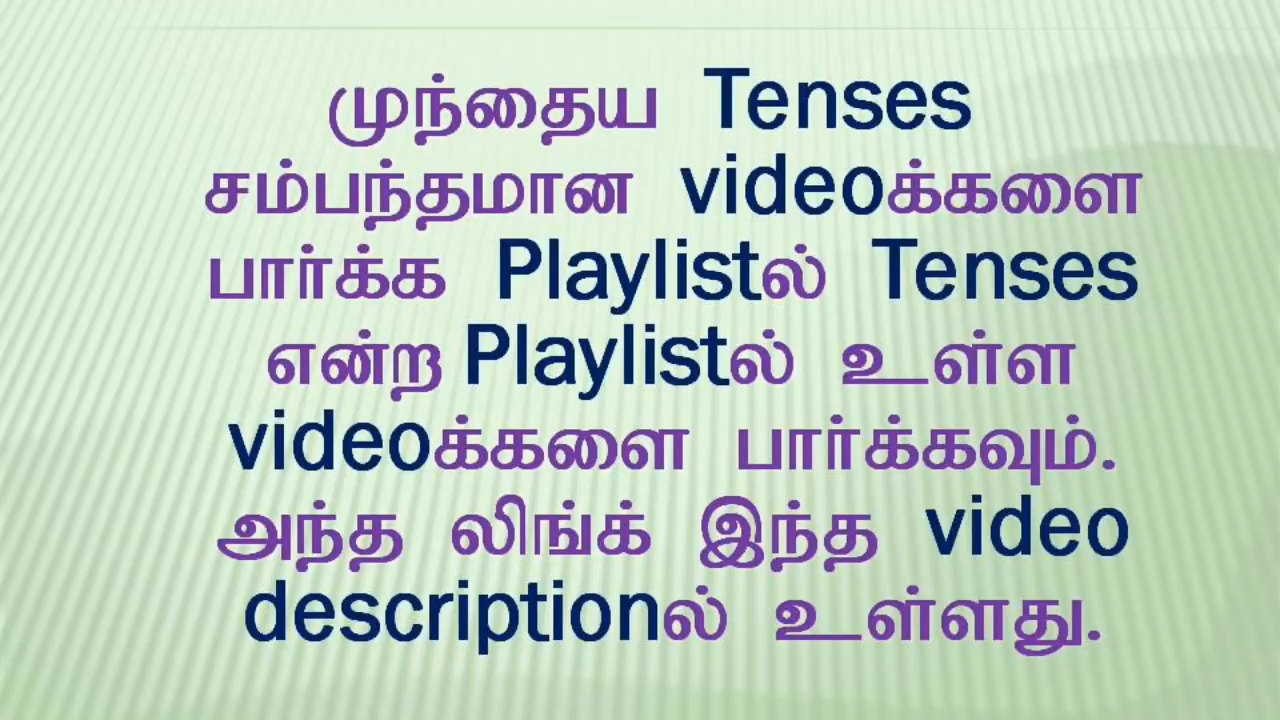 முந்தைய Tenses
சம்பந்தமான videoக்களை
பார்க்க Playlistல் Tenses
என்ற Playlistல் உள்ள
videoக்களை பார்க்கவும்.
அந்த லிங்க் இந்த video
descriptionல் உள்ளது.